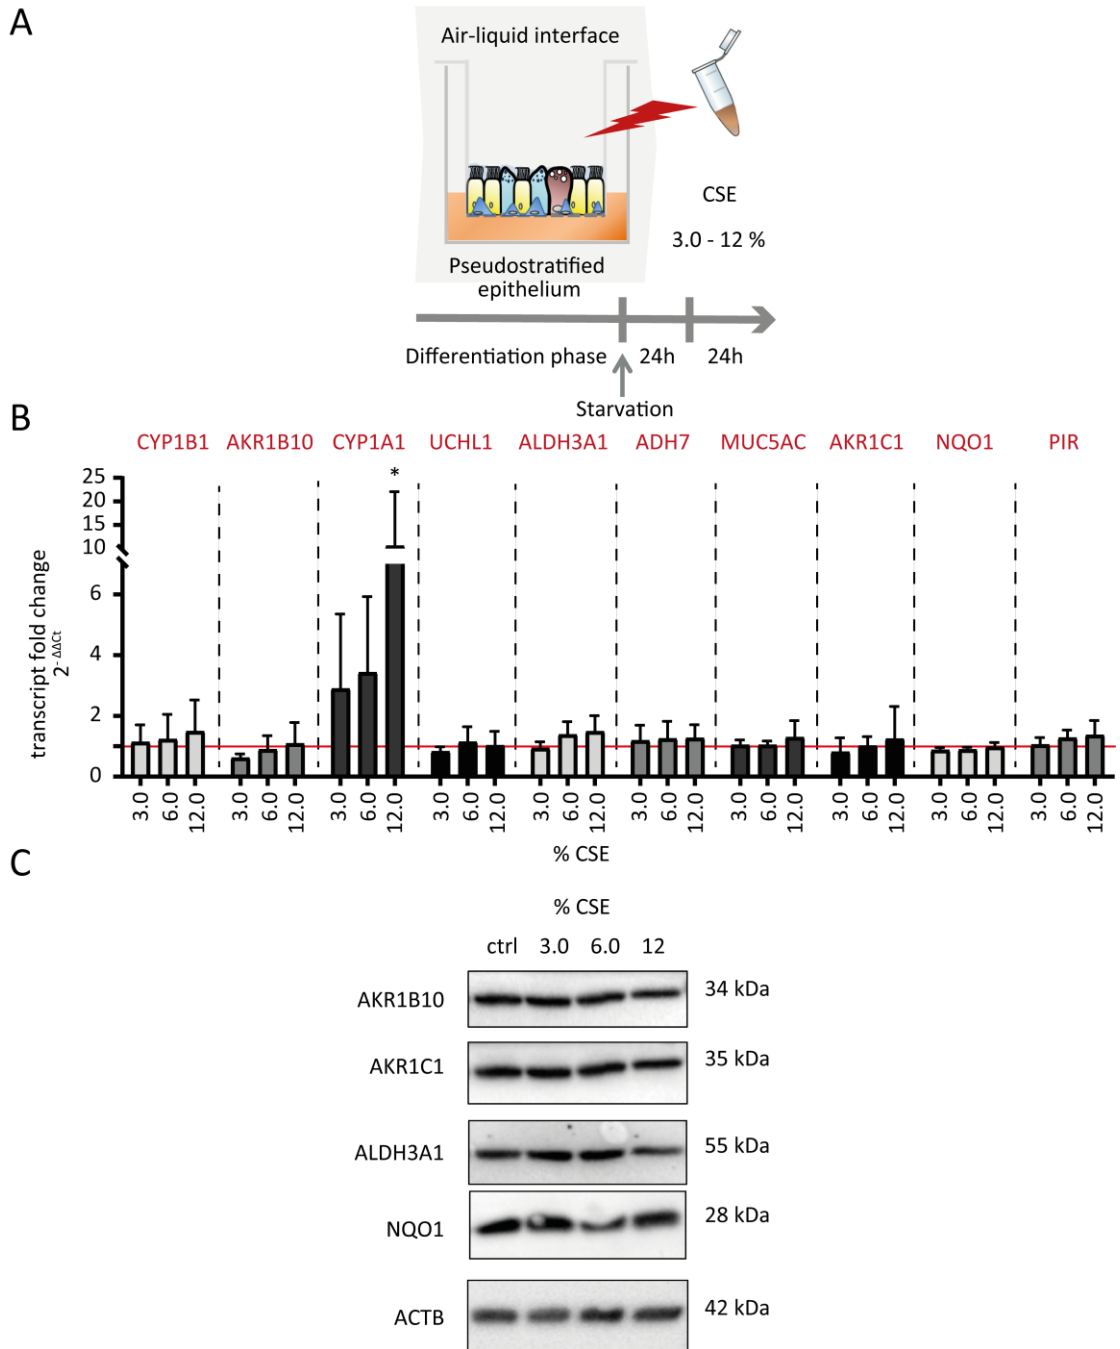 A
Air-liquid interface
CSE
3.0 - 12 %
Pseudostratified
epithelium
Differentiation phase
24h
24h
Starvation
B
CYP1B1 AKR1B10 CYP1A1 UCHL1 ALDH3A1 ADH7 MUC5AC AKR1C1 NQO1 PIR
*
25
20
15
10
6
4
2
1
0
transcript fold change
2^-ΔΔCt
3.0 6.0 12.0 3.0 6.0 12.0 3.0 6.0 12.0 3.0 6.0 12.0 3.0 6.0 12.0 3.0 6.0 12.0 3.0 6.0 12.0 3.0 6.0 12.0 3.0 6.0 12.0 3.0 6.0 12.0
% CSE
C
% CSE
ctrl 3.0 6.0 12
AKR1B10 34 kDa
AKR1C1 35 kDa
ALDH3A1 55 kDa
NQO1 28 kDa
ACTB 42 kDa